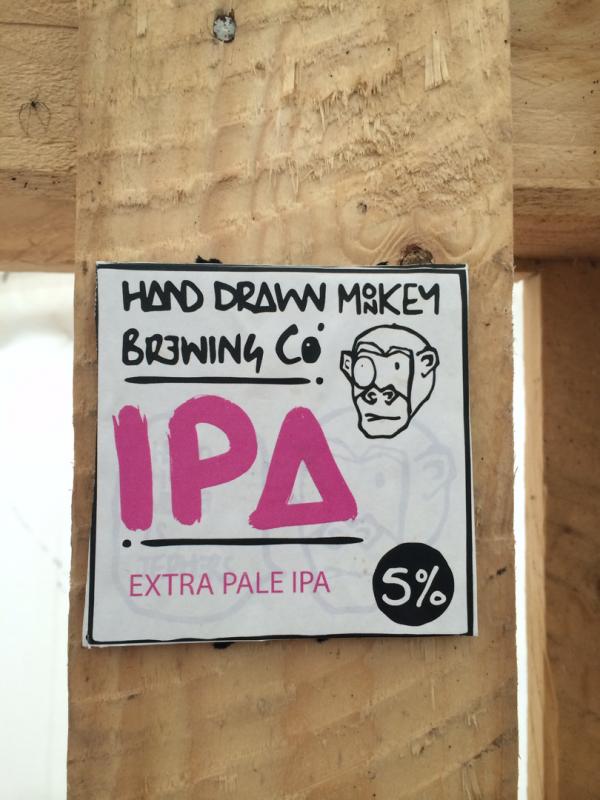 HAND DRAWN MONKEY
BREWING CO
IPA
EXTRA PALE IPA
5%